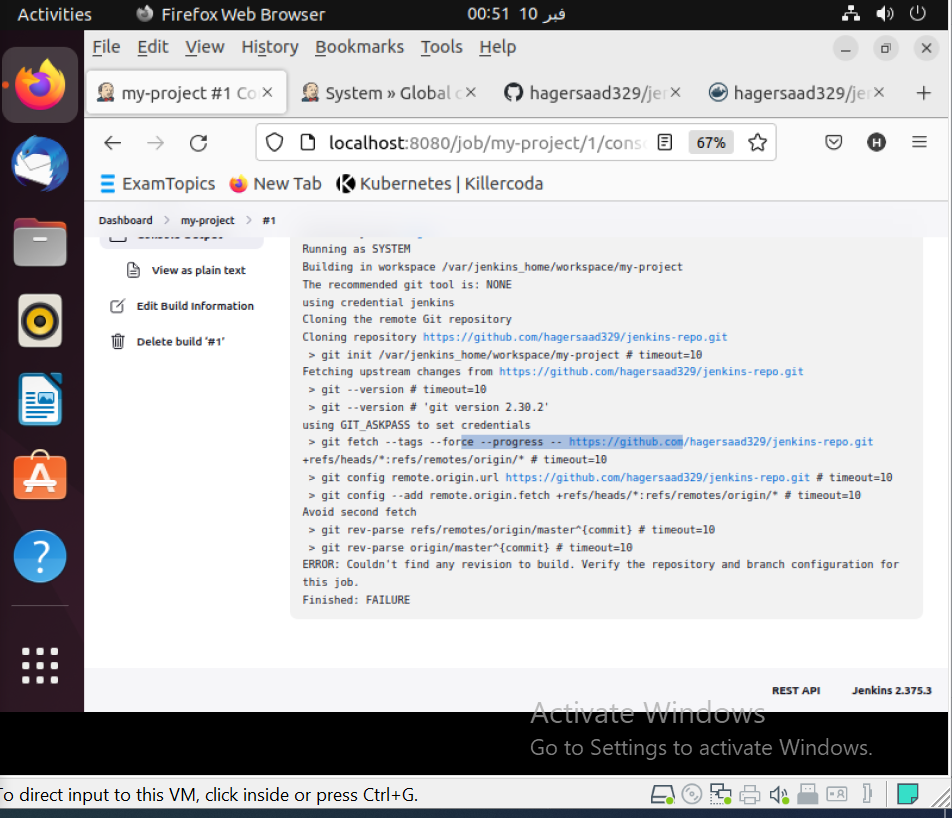 Activities Firefox Web Browser 00:51 10 فبر
File Edit View History Bookmarks Tools Help
my-project #1 Co System » Global c hagersaad329/jer hagersaad329/je
localhost:8080/job/my-project/1/conso 67% H
ExamTopics New Tab Kubernetes | Killercoda
Dashboard my-project #1
Console Output
Running as SYSTEM
View as plain text
Building in workspace /var/jenkins_home/workspace/my-project
The recommended git tool is: NONE
using credential jenkins
Edit Build Information
Cloning the remote Git repository
Cloning repository https://github.com/hagersaad329/jenkins-repo.git
Delete build '#1'
> git init /var/jenkins_home/workspace/my-project # timeout=10
Fetching upstream changes from https://github.com/hagersaad329/jenkins-repo.git
> git --version # timeout=10
> git --version # 'git version 2.30.2'
using GIT_ASKPASS to set credentials
> git fetch --tags --force --progress -- https://github.com/hagersaad329/jenkins-repo.git
+refs/heads/*:refs/remotes/origin/* # timeout=10
> git config remote.origin.url https://github.com/hagersaad329/jenkins-repo.git # timeout=10
> git config --add remote.origin.fetch +refs/heads/*:refs/remotes/origin/* # timeout=10
Avoid second fetch
> git rev-parse refs/remotes/origin/master^{commit} # timeout=10
> git rev-parse origin/master^{commit} # timeout=10
ERROR: Couldn't find any revision to build. Verify the repository and branch configuration for
this job.
Finished: FAILURE
REST API Jenkins 2.375.3
Activate Windows
Go to Settings to activate Windows.
To direct input to this VM, click inside or press Ctrl+G.